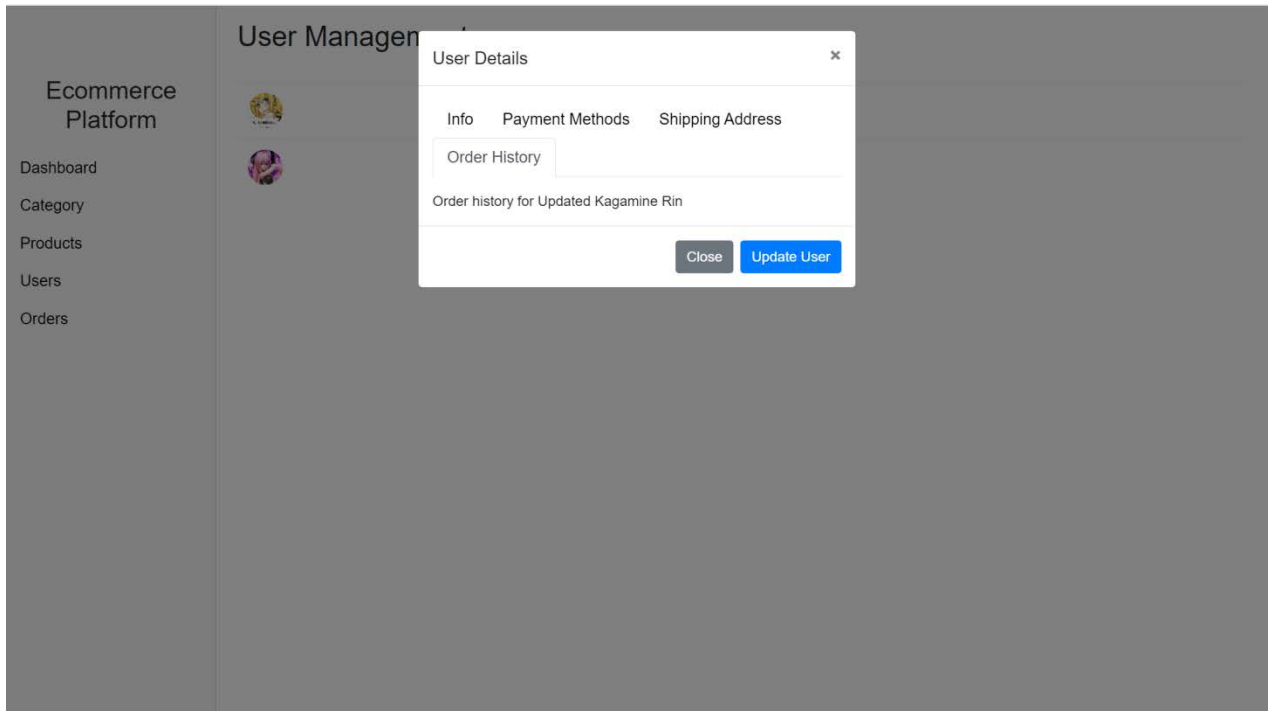 User Managem
Ecommerce
Platform
Dashboard
Category
Products
Users
Orders
User Details
×
Info Payment Methods Shipping Address
Order History
Order history for Updated Kagamine Rin
Close Update User